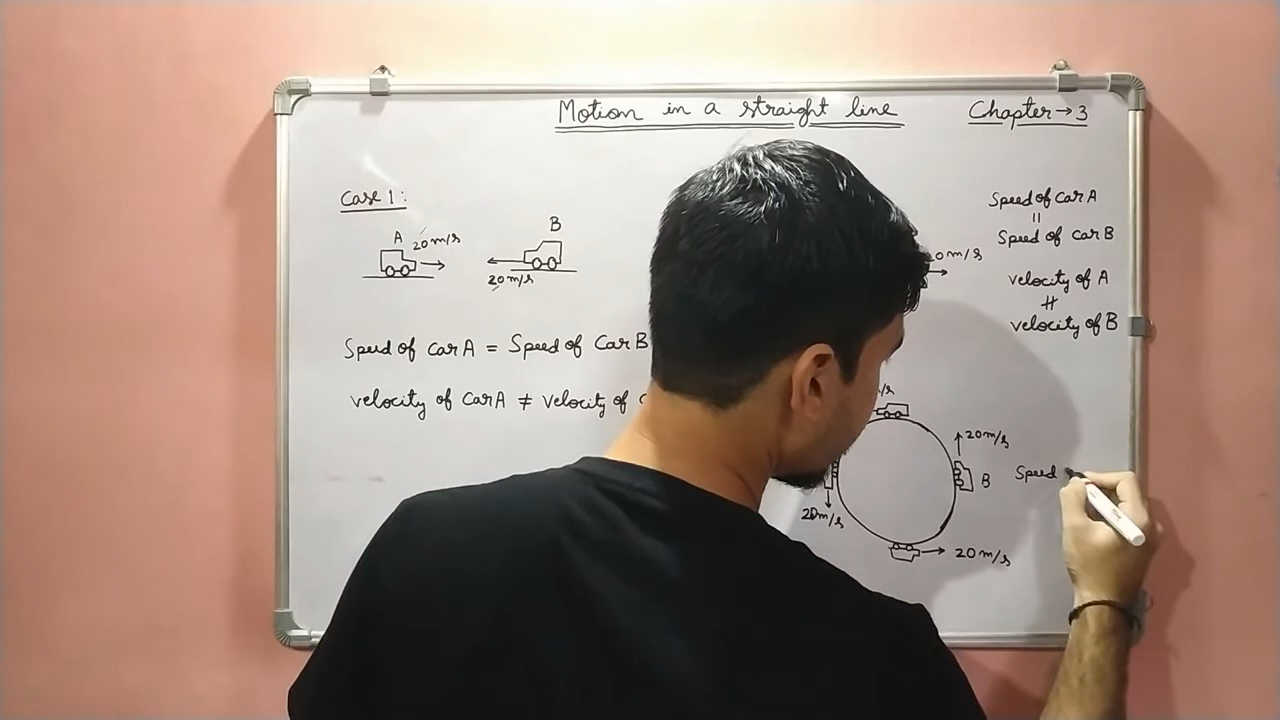 Motion in a straight line
Chapter → 3
Case 1:
A
20 m/s
B
20 m/s
Speed of car A = Speed of Car B
velocity of Car A ≠ velocity of
0 m/s
Speed of car A
=
Speed of car B
velocity of A
≠
velocity of B
/s
20 m/s
B
Speed
20m/s
20 m/s